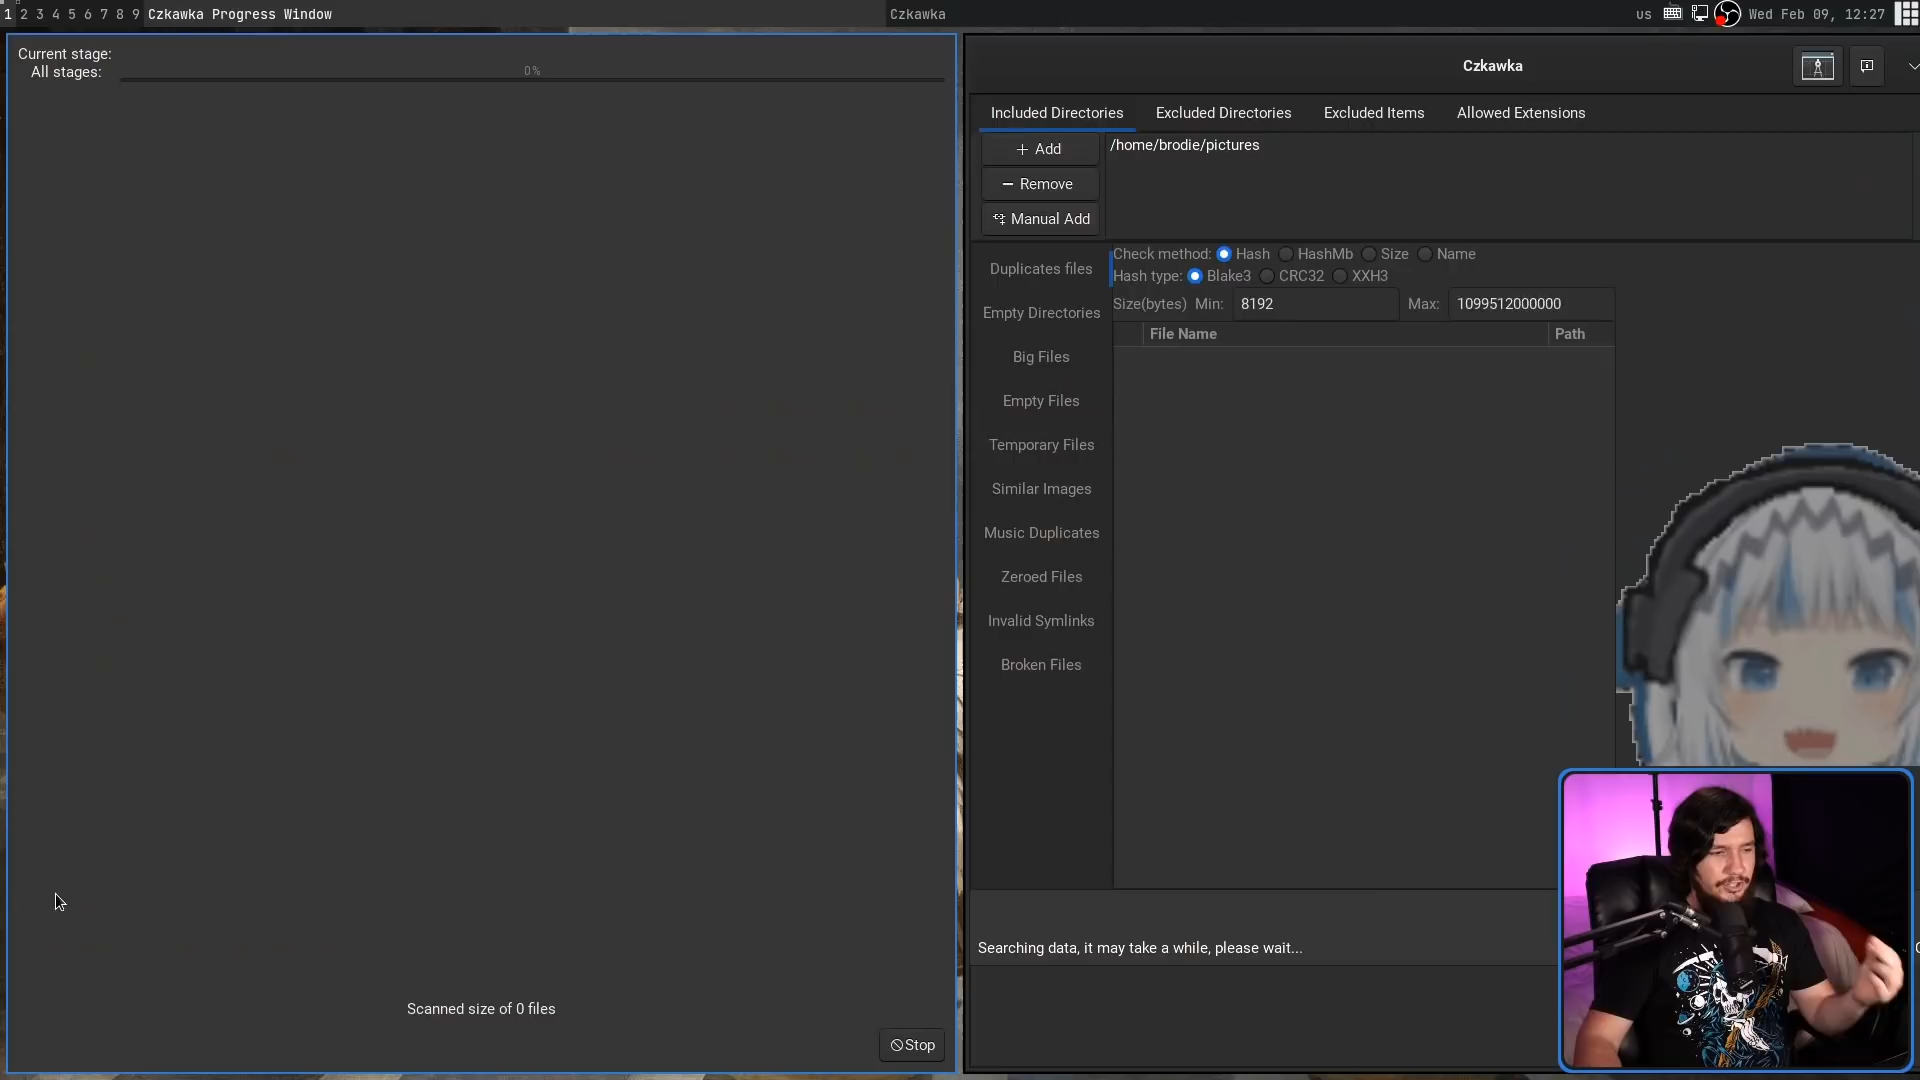 1 2 3 4 5 6 7 8 9 Czkawka Progress Window Czkawka us Wed Feb 09, 12:27
Current stage:
All stages: 0%
Scanned size of 0 files
Stop
Czkawka
Included Directories Excluded Directories Excluded Items Allowed Extensions
Add
Remove
Manual Add
/home/brodie/pictures
Duplicates files
Empty Directories
Big Files
Empty Files
Temporary Files
Similar Images
Music Duplicates
Zeroed Files
Invalid Symlinks
Broken Files
Check method: Hash HashMb Size Name
Hash type: Blake3 CRC32 XXH3
Size(bytes) Min: 8192 Max: 1099512000000
File Name Path
Searching data, it may take a while, please wait...